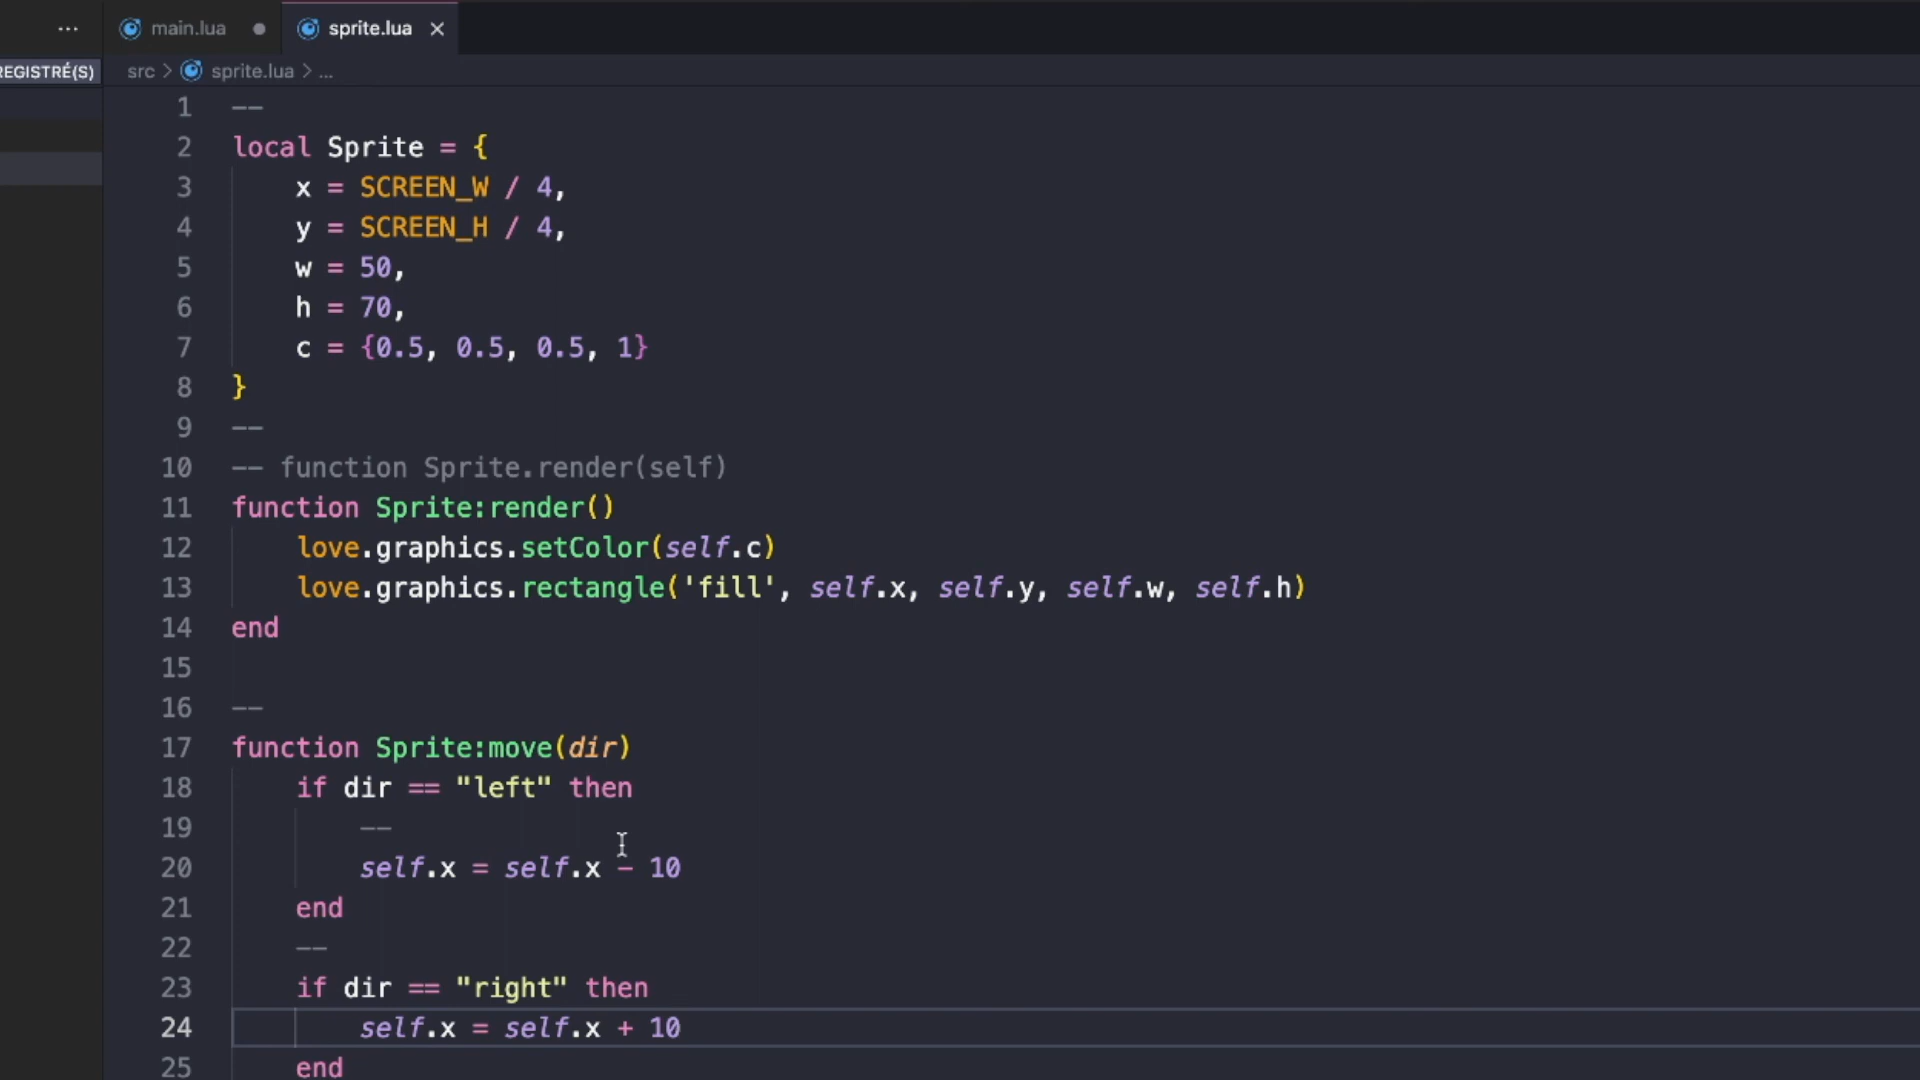 ... main.lua ● sprite.lua ×
REGISTRÉ(S) src > sprite.lua > ...
1 --
2 local Sprite = {
3 x = SCREEN_W / 4,
4 y = SCREEN_H / 4,
5 w = 50,
6 h = 70,
7 c = {0.5, 0.5, 0.5, 1}
8 }
9 --
10 -- function Sprite.render(self)
11 function Sprite:render()
12 love.graphics.setColor(self.c)
13 love.graphics.rectangle('fill', self.x, self.y, self.w, self.h)
14 end
15
16 --
17 function Sprite:move(dir)
18 if dir == "left" then
19 --
20 self.x = self.x - 10
21 end
22 --
23 if dir == "right" then
24 self.x = self.x + 10
25 end